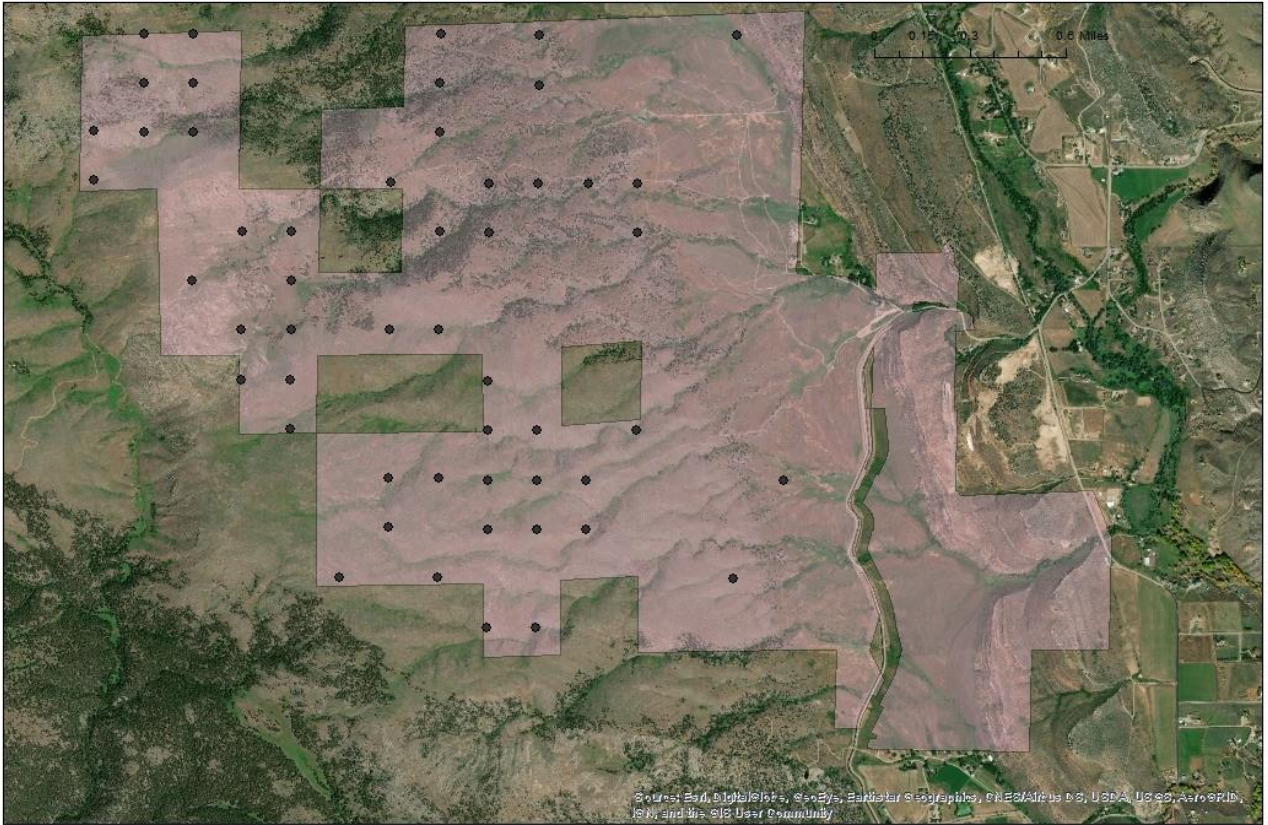 0 0.15 0.3 0.6 Miles
Source: Esri, DigitalGlobe, GeoEye, Earthstar Geographics, CNES/Airbus DS, USDA, USGS, AeroGRID,
IGN, and the GIS User Community